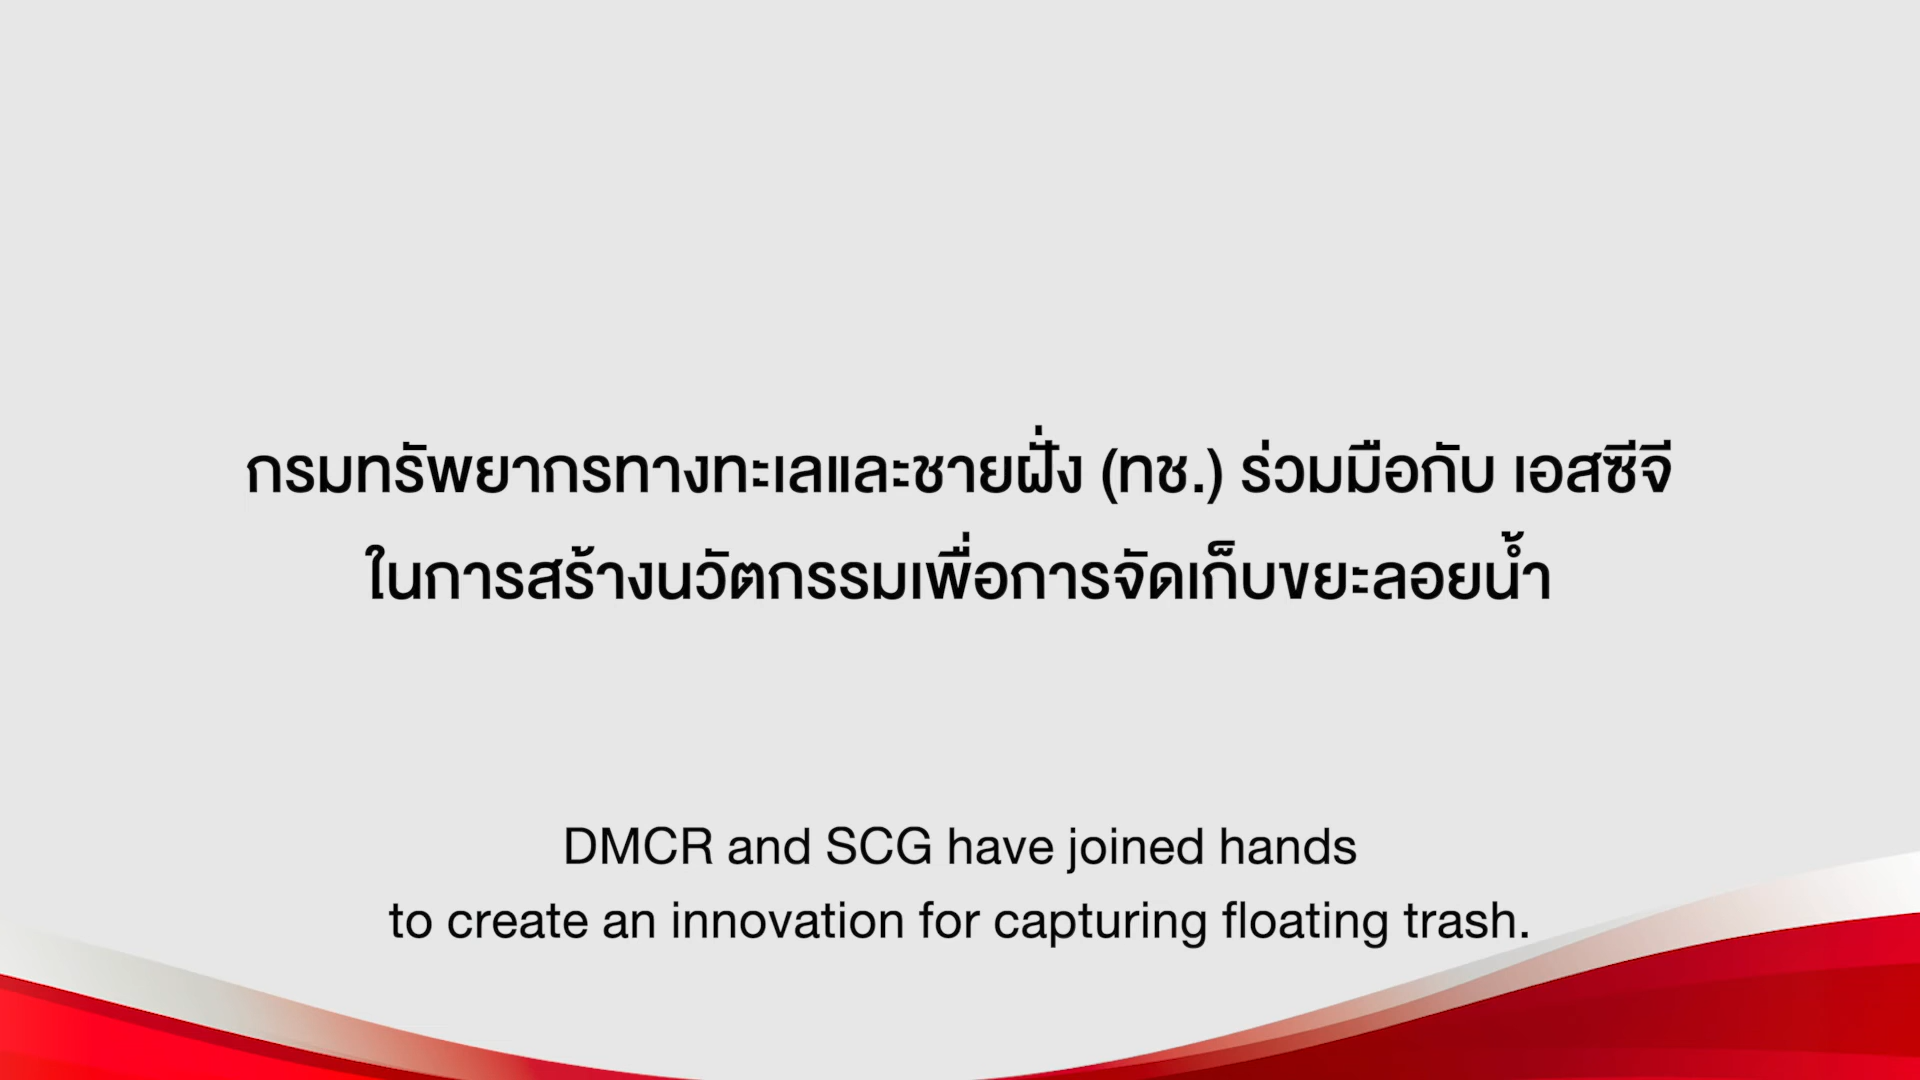 กรมทรัพยากรทางทะเลและชายฝั่ง (ทช.) ร่วมมือกับ เอสซีจี
ในการสร้างนวัตกรรมเพื่อการจัดเก็บขยะลอยน้ำ
DMCR and SCG have joined hands
to create an innovation for capturing floating trash.